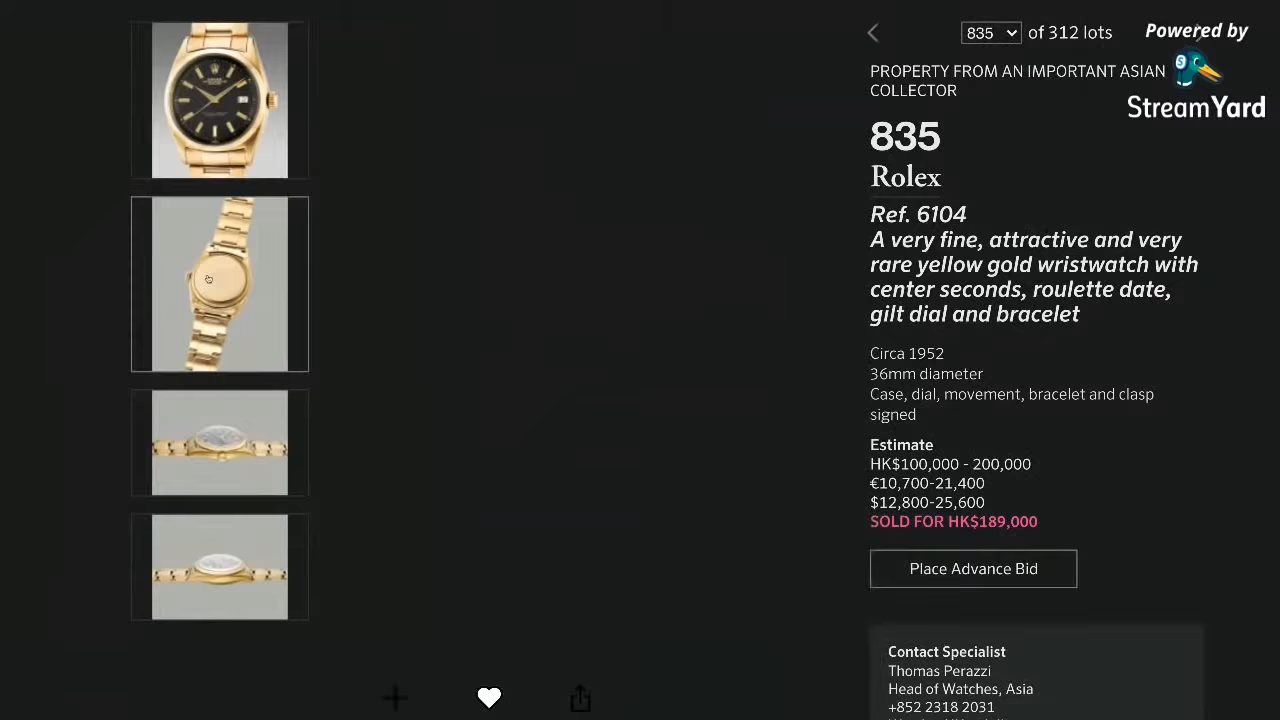 835 of 312 lots
Powered by
StreamYard
PROPERTY FROM AN IMPORTANT ASIAN
COLLECTOR
835
Rolex
Ref. 6104
A very fine, attractive and very
rare yellow gold wristwatch with
center seconds, roulette date,
gilt dial and bracelet
Circa 1952
36mm diameter
Case, dial, movement, bracelet and clasp
signed
Estimate
HK$100,000 - 200,000
€10,700-21,400
$12,800-25,600
SOLD FOR HK$189,000
Place Advance Bid
Contact Specialist
Thomas Perazzi
Head of Watches, Asia
+852 2318 2031